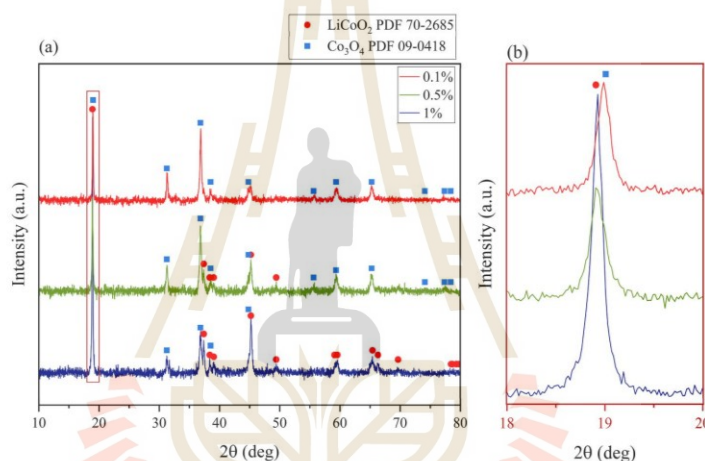 LiCoO₂ PDF 70-2685
Co₃O₄ PDF 09-0418
(a)
0.1%
0.5%
1%
Intensity (a.u.)
10 20 30 40 50 60 70 80
2θ (deg)
(b)
Intensity (a.u.)
18 19 20
2θ (deg)